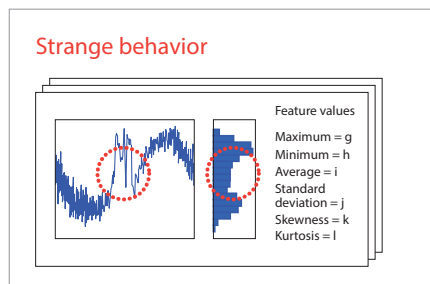 Strange behavior
Feature values
Maximum = g
Minimum = h
Average = i
Standard
deviation = j
Skewness = k
Kurtosis = l